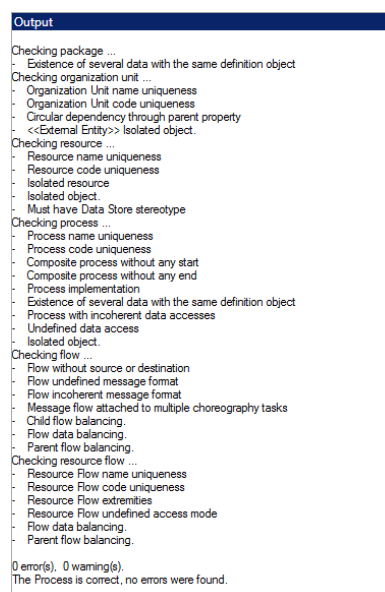 Output
Checking package ...
-   Existence of several data with the same definition object
Checking organization unit ...
-   Organization Unit name uniqueness
-   Organization Unit code uniqueness
-   Circular dependency through parent property
-   <<External Entity>> Isolated object.
Checking resource ...
-   Resource name uniqueness
-   Resource code uniqueness
-   Isolated resource
-   Isolated object.
-   Must have Data Store stereotype
Checking process ...
-   Process name uniqueness
-   Process code uniqueness
-   Composite process without any start
-   Composite process without any end
-   Process implementation
-   Existence of several data with the same definition object
-   Process with incoherent data accesses
-   Undefined data access
-   Isolated object.
Checking flow ...
-   Flow without source or destination
-   Flow undefined message format
-   Flow incoherent message format
-   Message flow attached to multiple choreography tasks
-   Child flow balancing.
-   Flow data balancing.
-   Parent flow balancing.
Checking resource flow ...
-   Resource Flow name uniqueness
-   Resource Flow code uniqueness
-   Resource Flow extremities
-   Resource Flow undefined access mode
-   Flow data balancing.
-   Parent flow balancing.
0 error(s), 0 warning(s).
The Process is correct, no errors were found.